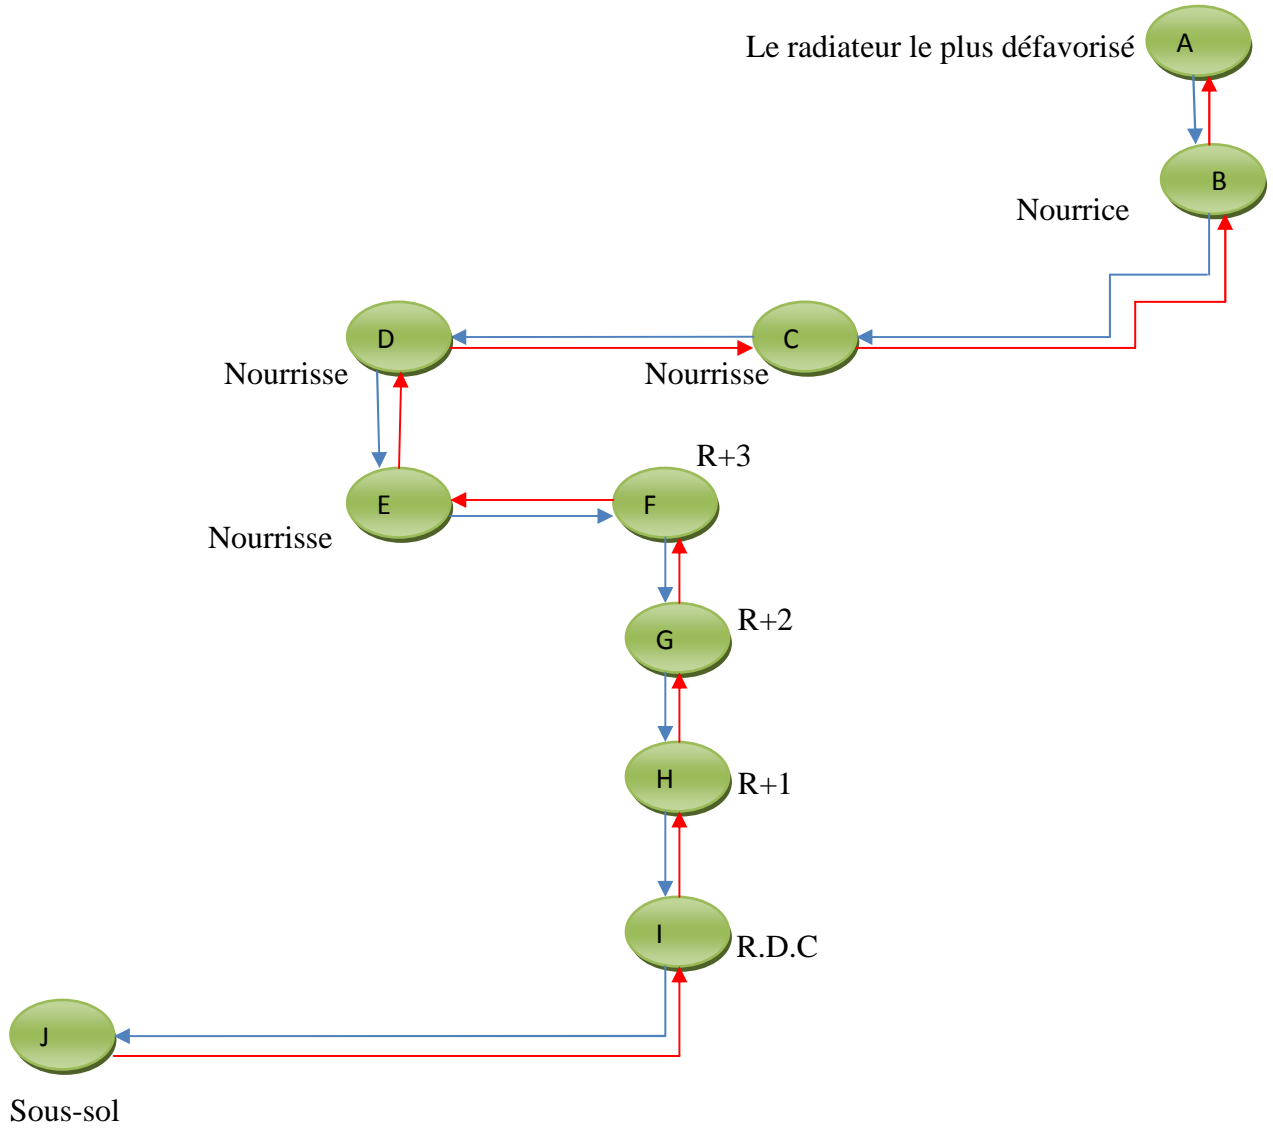 Le radiateur le plus défavorisé
A
B
Nourrice
D
C
Nourrisse
Nourrisse
R+3
E
F
Nourrisse
R+2
G
H
R+1
I
R.D.C
J
Sous-sol